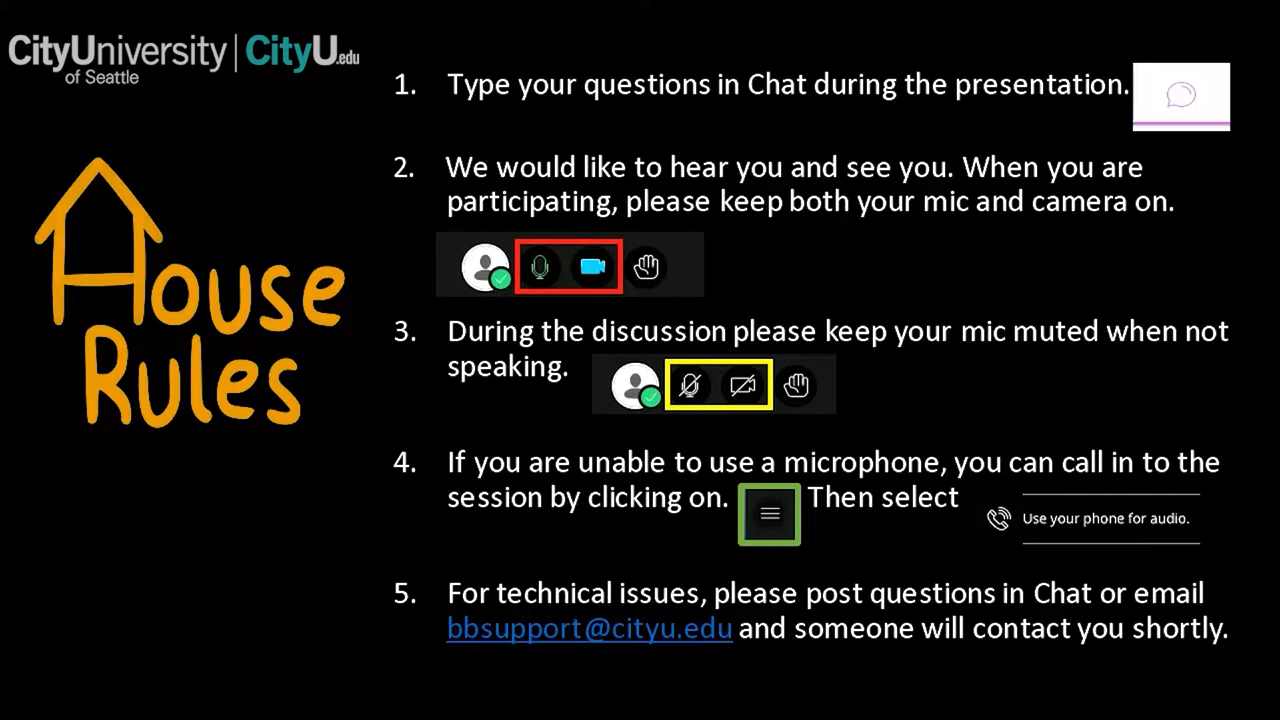 CityUniversity | CityU.edu
of Seattle
House
Rules
1. Type your questions in Chat during the presentation.
2. We would like to hear you and see you. When you are
participating, please keep both your mic and camera on.
3. During the discussion please keep your mic muted when not
speaking.
4. If you are unable to use a microphone, you can call in to the
session by clicking on. Then select
Use your phone for audio.
5. For technical issues, please post questions in Chat or email
bbsupport@cityu.edu and someone will contact you shortly.